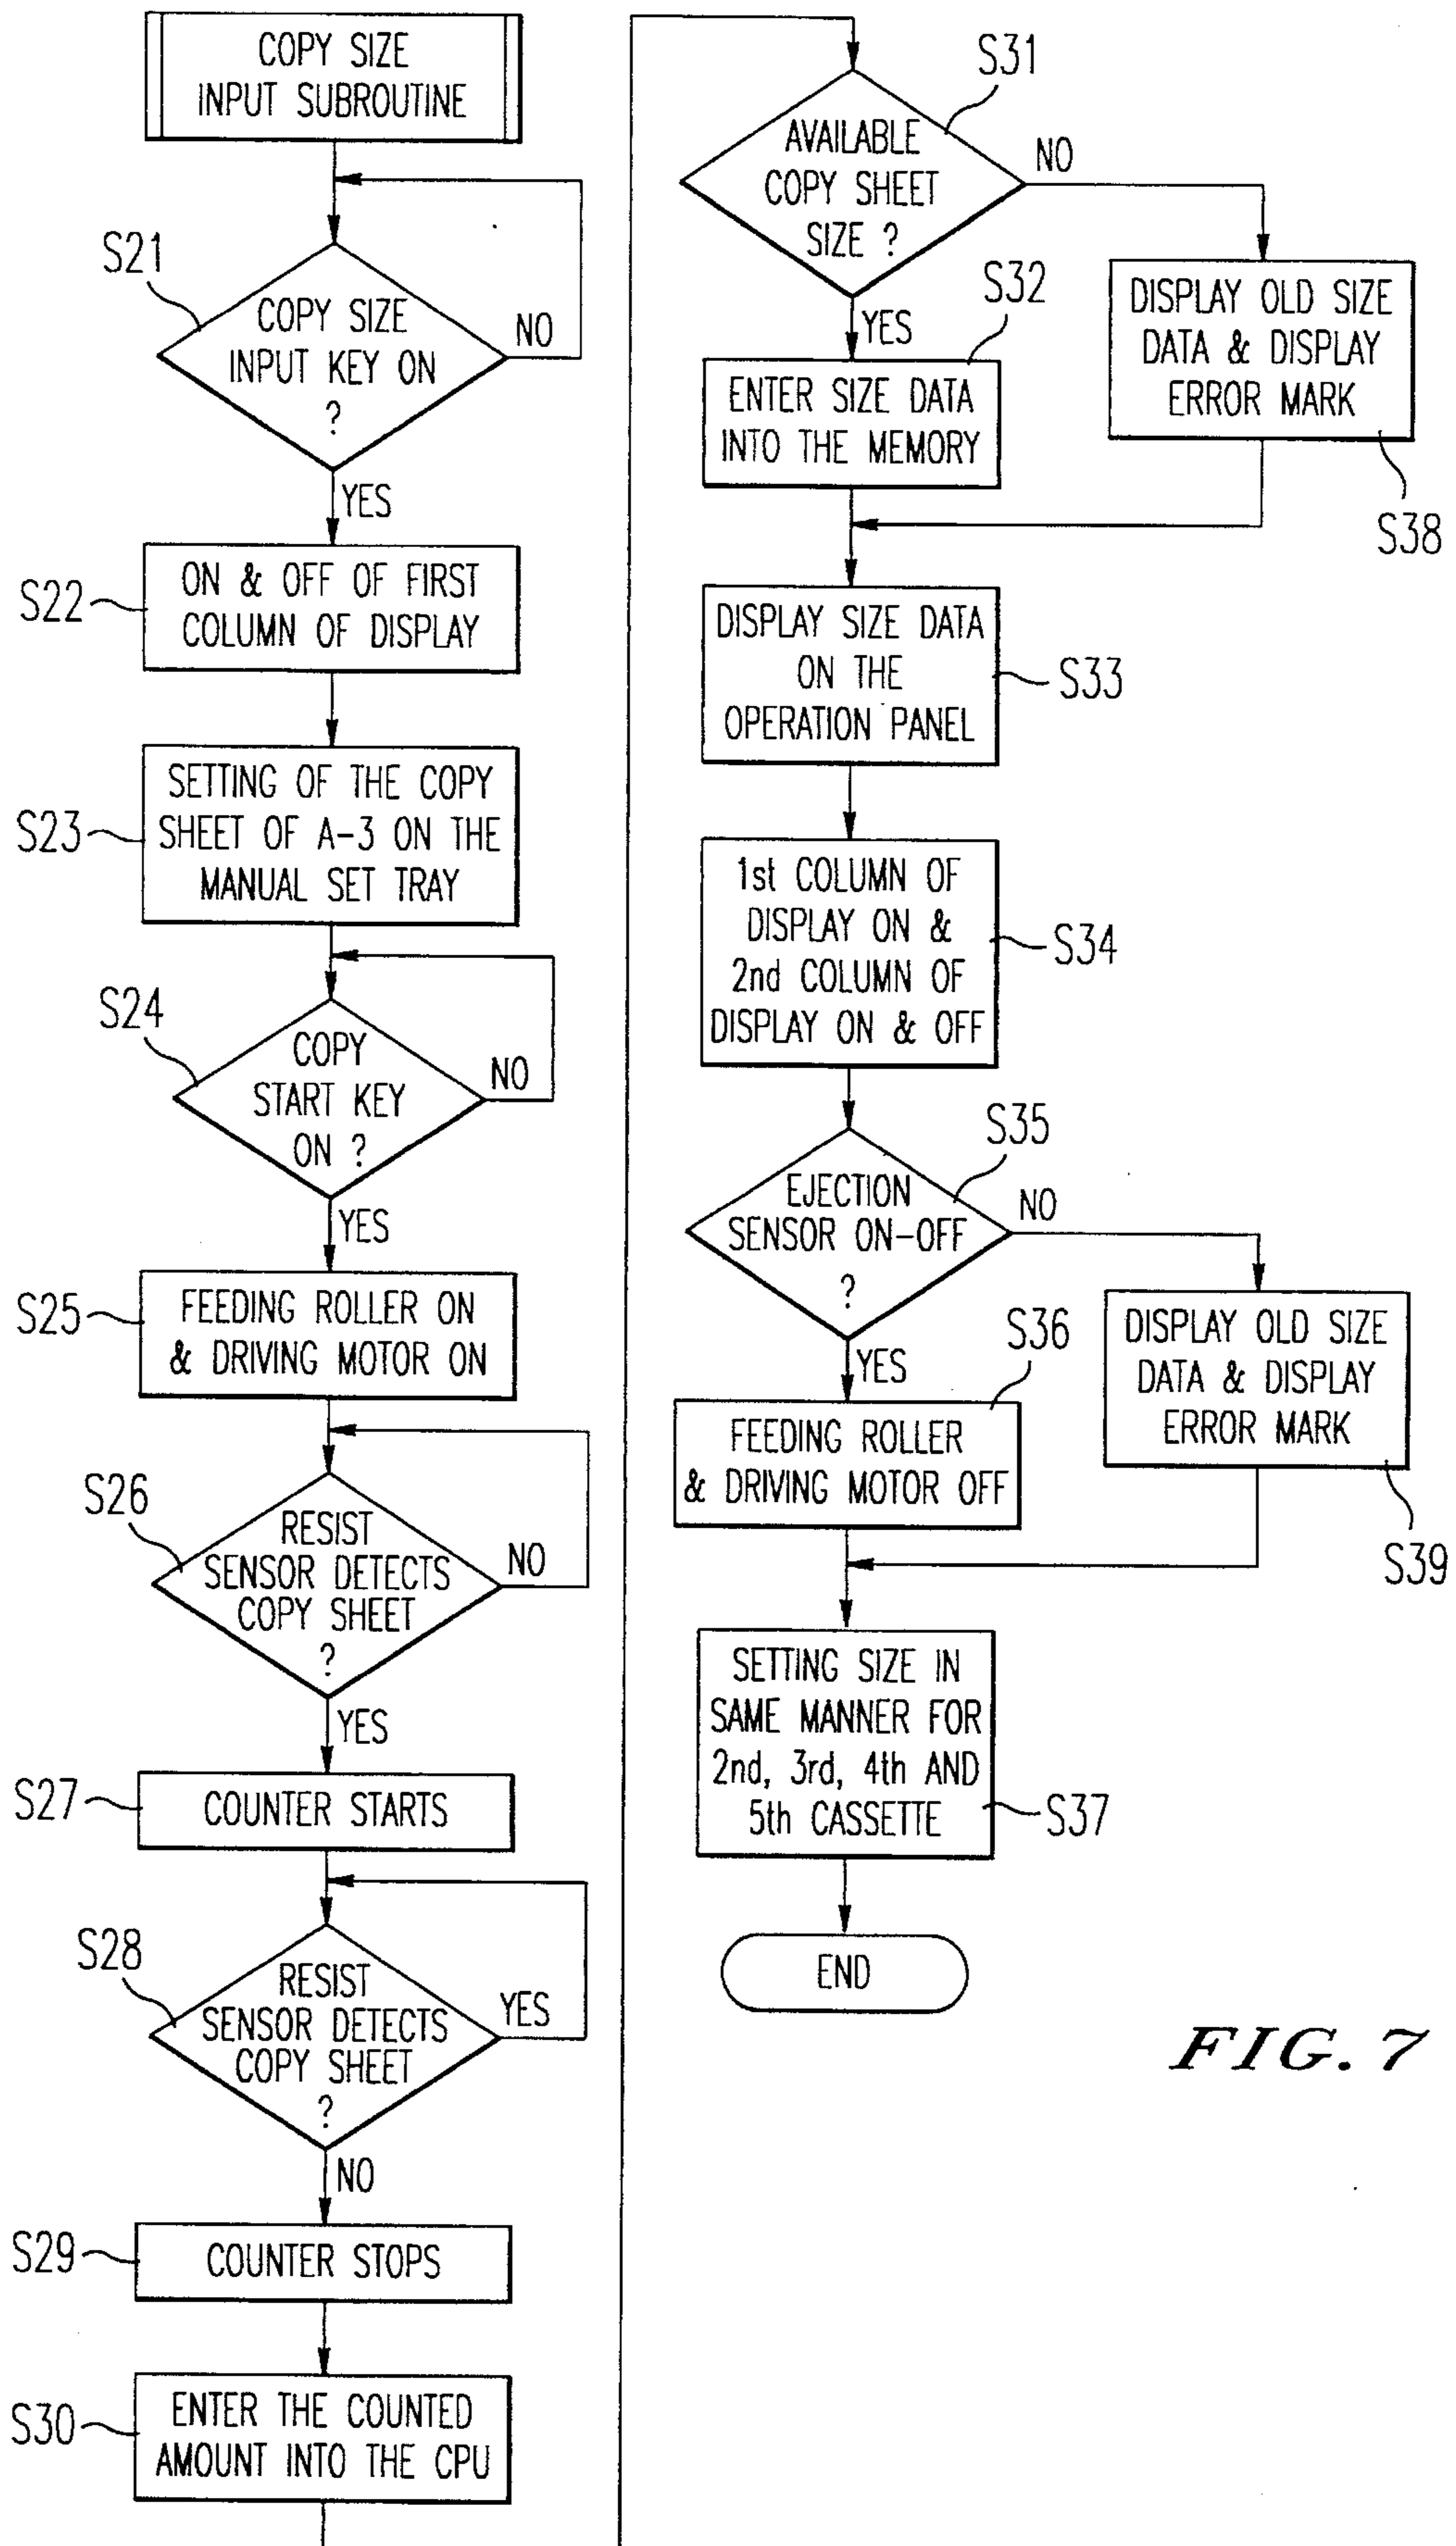 COPY SIZE
INPUT SUBROUTINE
S21
COPY SIZE
INPUT KEY ON
?
NO
YES
S22
ON & OFF OF FIRST
COLUMN OF DISPLAY
S23
SETTING OF THE COPY
SHEET OF A-3 ON THE
MANUAL SET TRAY
S24
COPY
START KEY
ON ?
NO
YES
S25
FEEDING ROLLER ON
& DRIVING MOTOR ON
S26
RESIST
SENSOR DETECTS
COPY SHEET
?
NO
YES
S27
COUNTER STARTS
S28
RESIST
SENSOR DETECTS
COPY SHEET
?
YES
NO
S29
COUNTER STOPS
S30
ENTER THE COUNTED
AMOUNT INTO THE CPU
S31
AVAILABLE
COPY SHEET
SIZE ?
NO
YES
S32
ENTER SIZE DATA
INTO THE MEMORY
DISPLAY OLD SIZE
DATA & DISPLAY
ERROR MARK
S38
DISPLAY SIZE DATA
ON THE
OPERATION PANEL
S33
1st COLUMN OF
DISPLAY ON &
2nd COLUMN OF
DISPLAY ON & OFF
S34
S35
EJECTION
SENSOR ON-OFF
?
NO
YES
S36
FEEDING ROLLER
& DRIVING MOTOR OFF
DISPLAY OLD SIZE
DATA & DISPLAY
ERROR MARK
S39
SETTING SIZE IN
SAME MANNER FOR
2nd, 3rd, 4th AND
5th CASSETTE
S37
END
FIG. 7